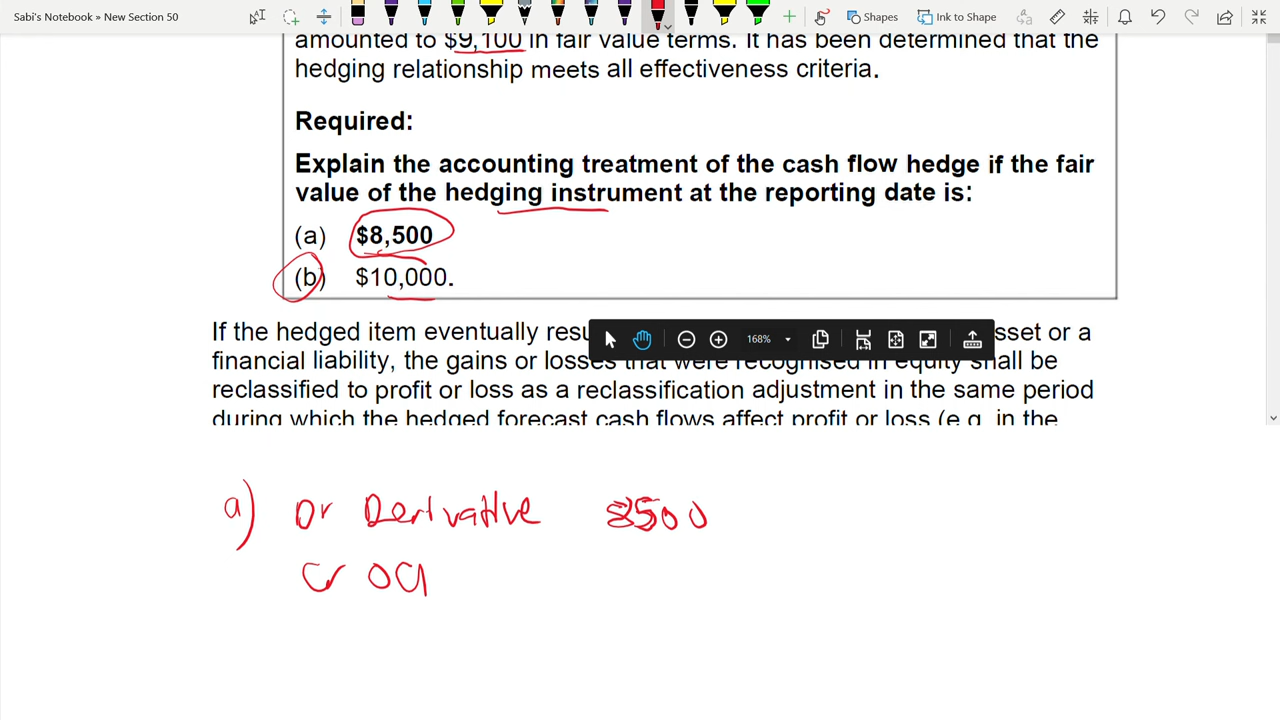 Sabi's Notebook » New Section 50
Shapes
Ink to Shape
amounted to $9,100 in fair value terms. It has been determined that the
hedging relationship meets all effectiveness criteria.
Required:
Explain the accounting treatment of the cash flow hedge if the fair
value of the hedging instrument at the reporting date is:
(a) $8,500
(b) $10,000.
If the hedged item eventually resu
168%
sset or a
financial liability, the gains or losses that were recognised in equity shall be
reclassified to profit or loss as a reclassification adjustment in the same period
during which the hedged forecast cash flows affect profit or loss (e.g. in the
a) Dr Derivative 8500
Cr OCI